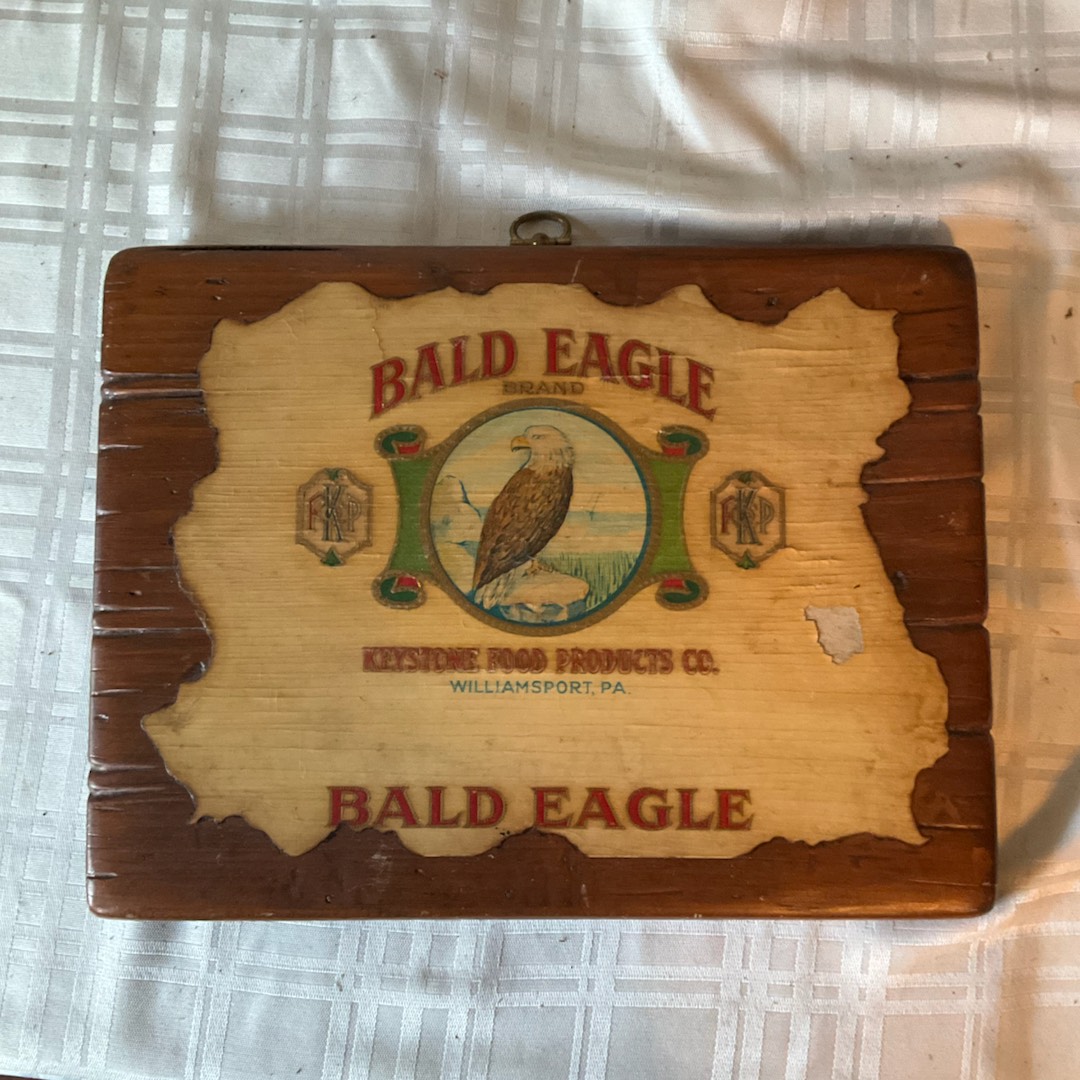 BALD EAGLE
BRAND
FKP
FKP
KEYSTONE FOOD PRODUCTS CO.
WILLIAMSPORT, PA.
BALD EAGLE